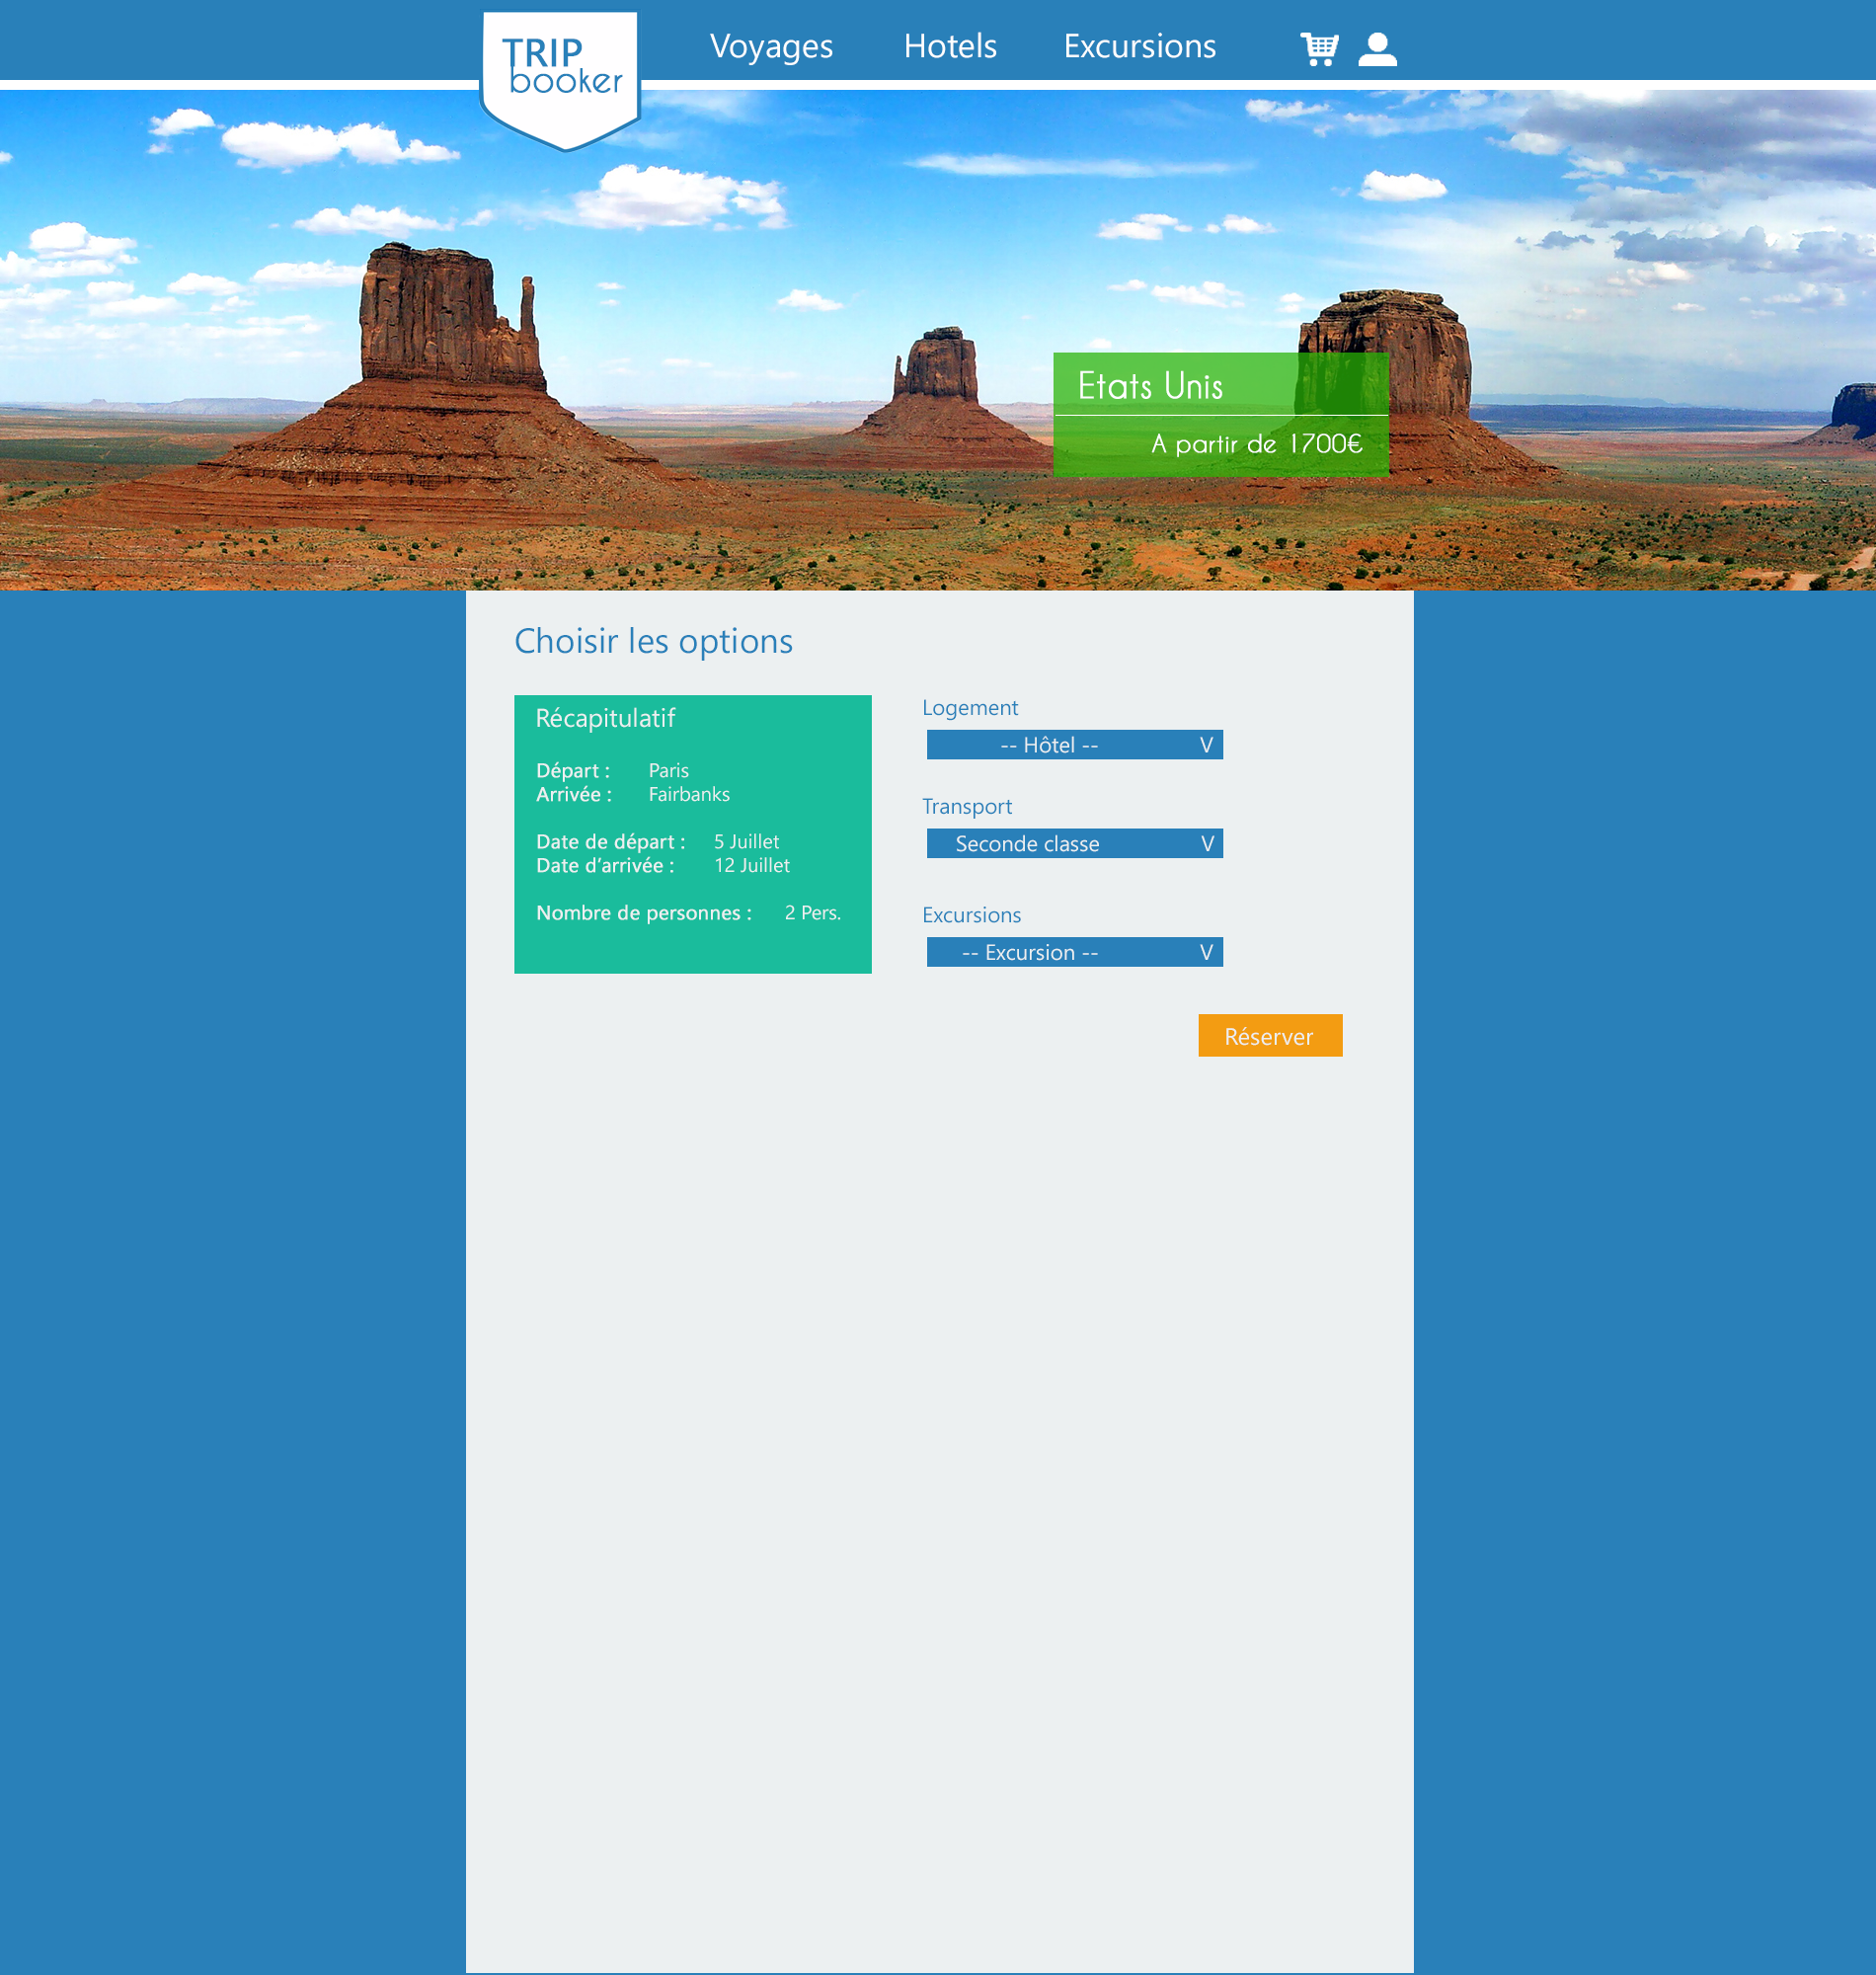 TRIP
booker
Voyages Hotels Excursions
Etats Unis
A partir de 1700€
Choisir les options
Récapitulatif
Départ : Paris
Arrivée : Fairbanks
Date de départ : 5 Juillet
Date d’arrivée : 12 Juillet
Nombre de personnes : 2 Pers.
Logement
-- Hôtel -- V
Transport
Seconde classe V
Excursions
-- Excursion -- V
Réserver